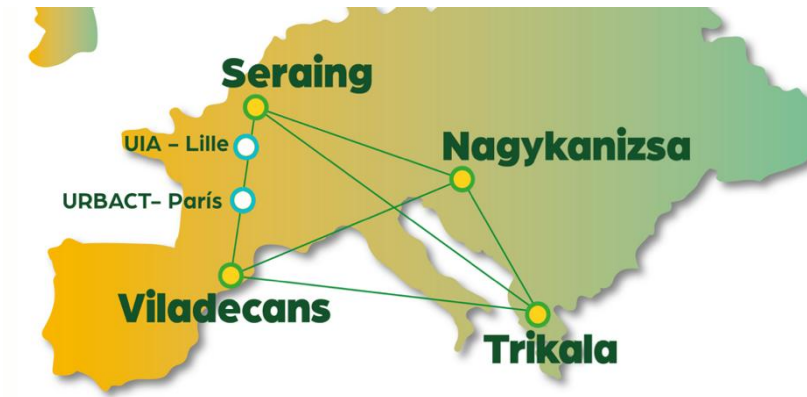 Seraing
UIA - Lille
Nagykanizsa
URBACT- París
Viladecans
Trikala